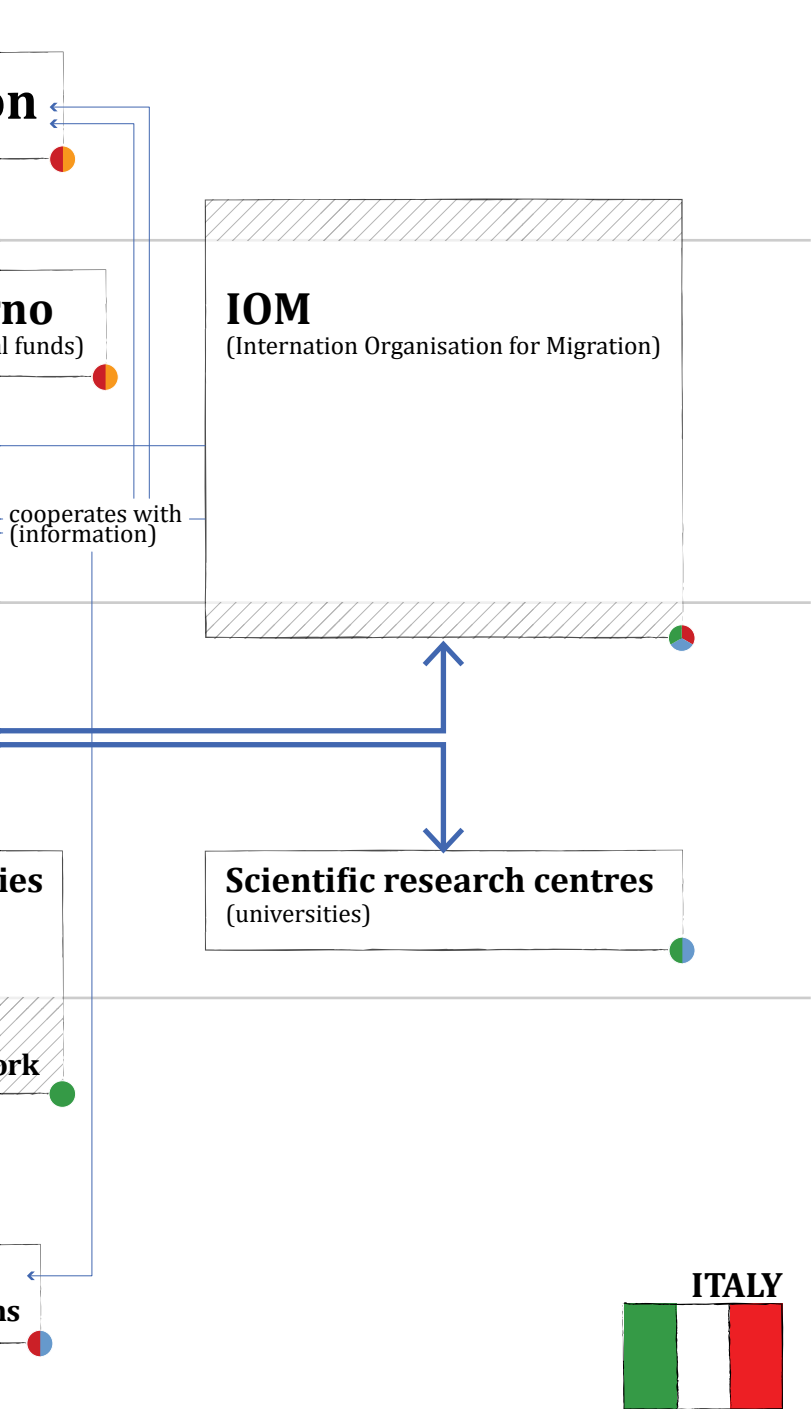 on
no
l funds)
IOM
(Internation Organisation for Migration)
cooperates with
(information)
ies
Scientific research centres
(universities)
ork
ITALY
ns